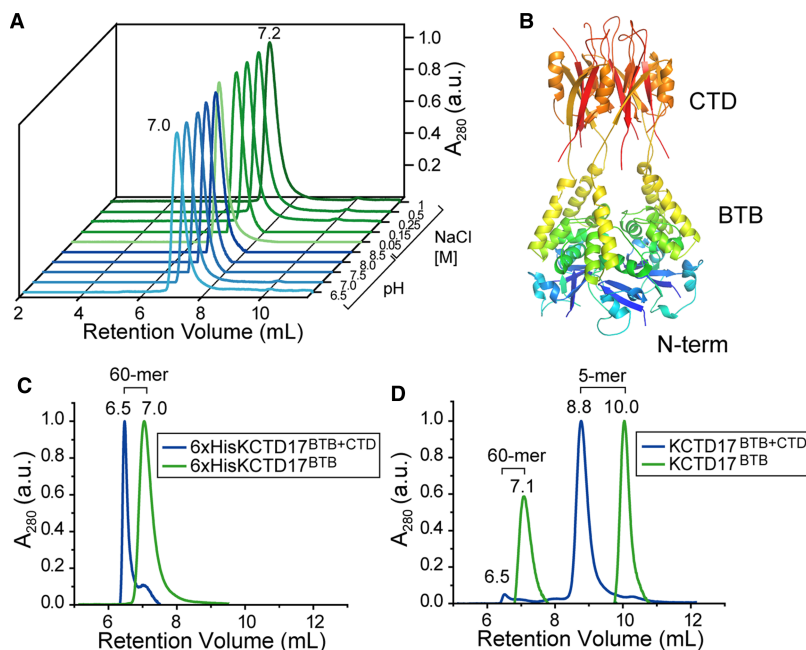 A
7.2
7.0
1.0
0.8
0.6
0.4
0.2
A280 (a.u.)
1
0.5
0.25
0.15
0.05
8.5
8.0
7.5
7.0
6.5
NaCl
[M]
pH
2
4
6
8
10
Retention Volume (mL)
B
CTD
BTB
N-term
C
60-mer
6.5 7.0
1.0
0.8
0.6
0.4
0.2
0.0
A280 (a.u.)
6xHisKCTD17BTB+CTD
6xHisKCTD17BTB
6 8 10 12
Retention Volume (mL)
D
5-mer
8.8 10.0
60-mer
7.1
6.5
1.0
0.8
0.6
0.4
0.2
0.0
A280 (a.u.)
KCTD17BTB+CTD
KCTD17BTB
6 8 10 12
Retention Volume (mL)